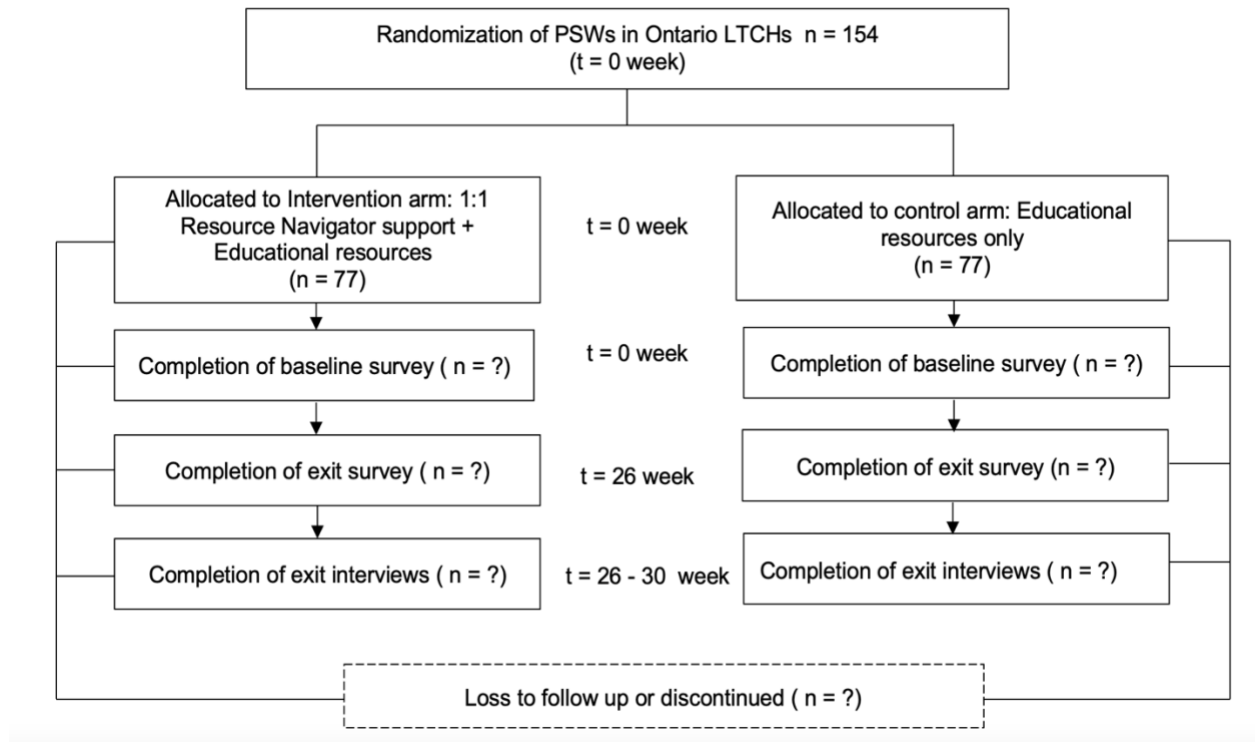 Randomization of PSWs in Ontario LTCHs n = 154
(t = 0 week)
Allocated to Intervention arm: 1:1
Resource Navigator support +
Educational resources
(n = 77)
t = 0 week
Allocated to control arm: Educational
resources only
(n = 77)
Completion of baseline survey ( n = ?)
t = 0 week
Completion of baseline survey ( n = ?)
Completion of exit survey ( n = ?)
t = 26 week
Completion of exit survey (n = ?)
Completion of exit interviews ( n = ?)
t = 26 - 30 week
Completion of exit interviews ( n = ?)
Loss to follow up or discontinued ( n = ?)